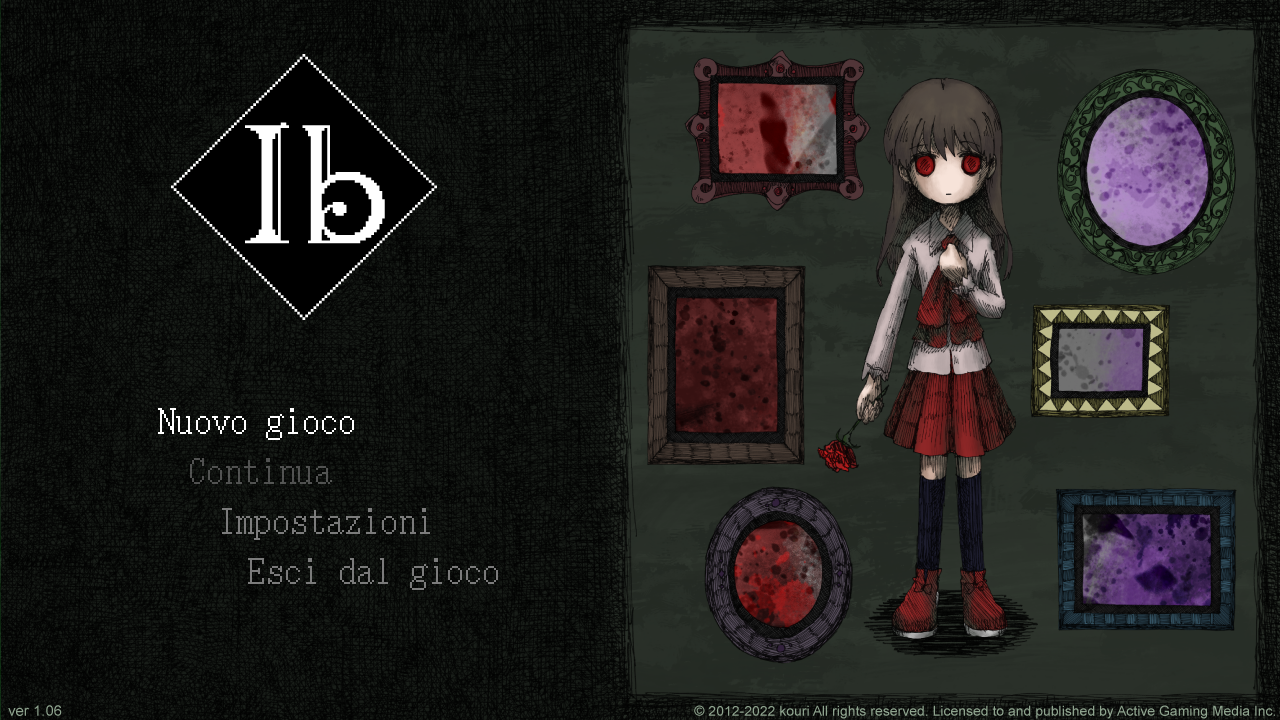 Ib
Nuovo gioco
Continua
Impostazioni
Esci dal gioco
ver 1.06
© 2012-2022 kouri All rights reserved. Licensed to and published by Active Gaming Media Inc.